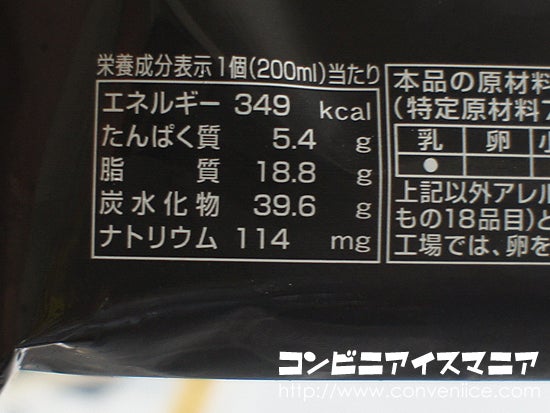 栄養成分表示1個(200ml)当たり
エネルギー 349 kcal
たんぱく質 5.4 g
脂質 18.8 g
炭水化物 39.6 g
ナトリウム 114 mg
本品の原材料
(特定原材料
乳 卵 小
●
上記以外アレル
もの18品目)と
工場では、卵を
コンビニアイスマニア
http://www.conveniice.com/